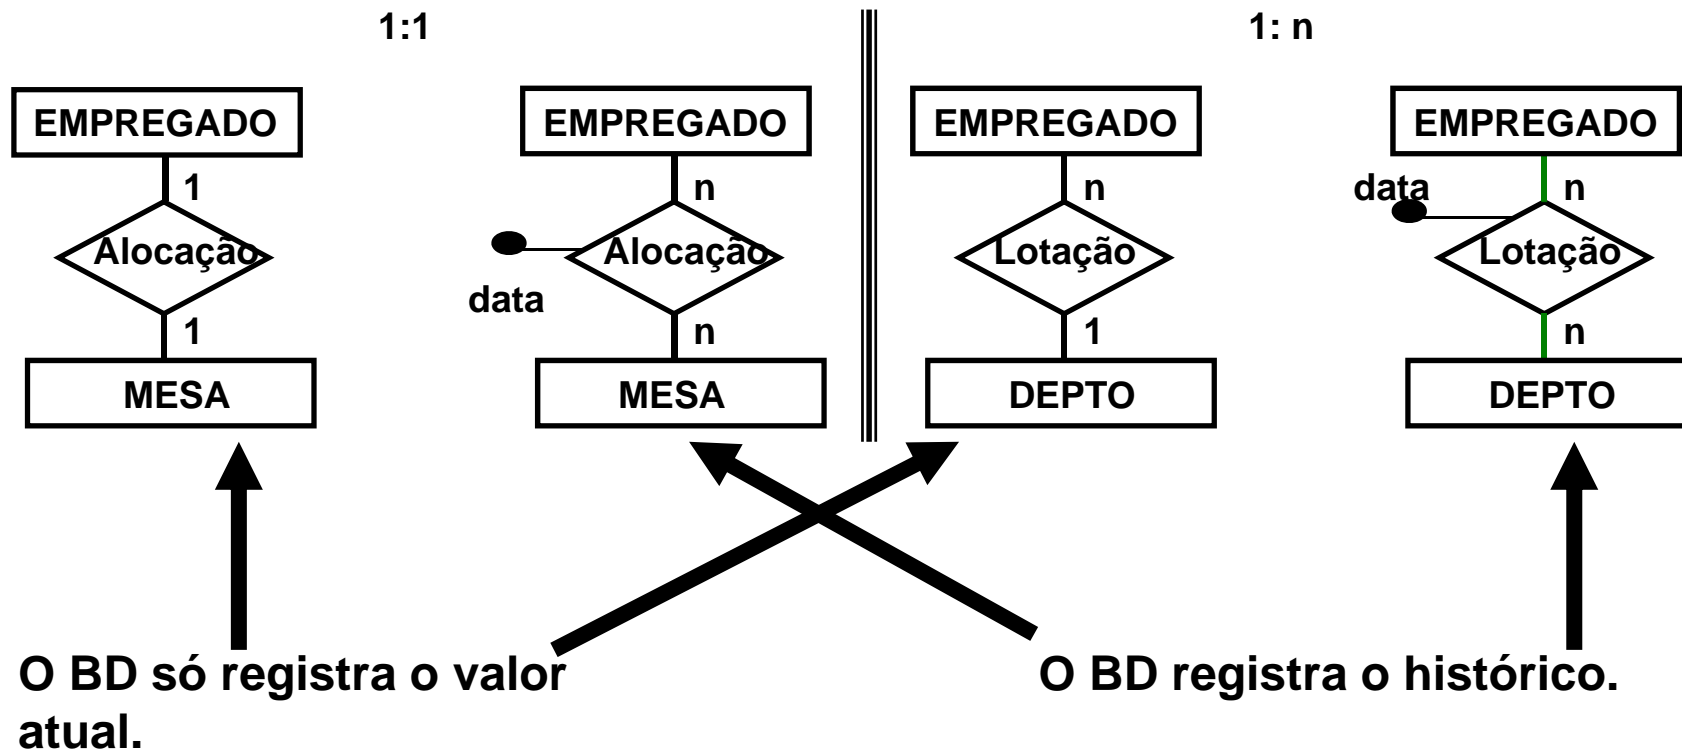 1:1
1: n
EMPREGADO
EMPREGADO
EMPREGADO
EMPREGADO
1
n
n
data
n
Alocação
Alocação
Lotação
Lotação
data
1
n
1
n
MESA
MESA
DEPTO
DEPTO
O BD só registra o valor
atual.
O BD registra o histórico.